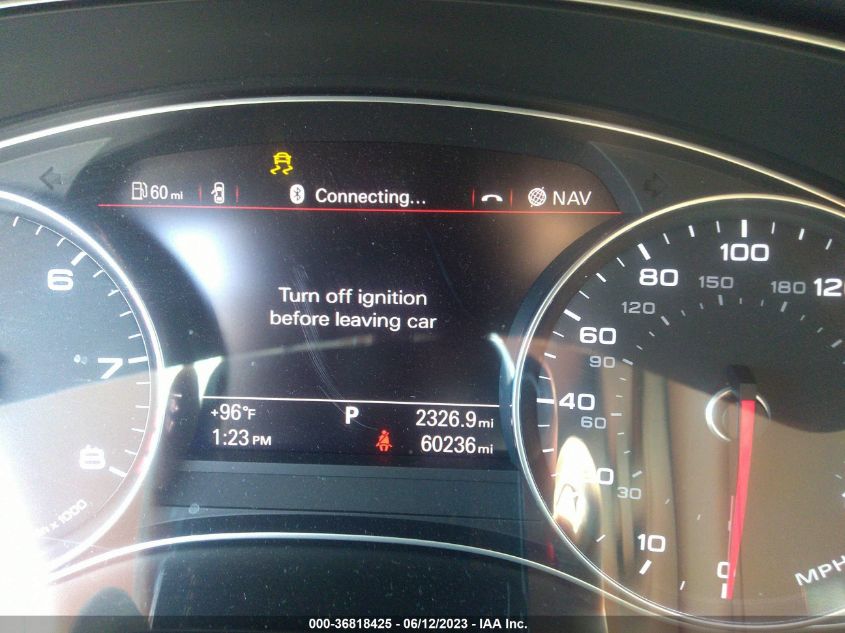 60 mi
Connecting...
NAV
Turn off ignition
before leaving car
+96°F
P
2326.9 mi
1:23 PM
60236 mi
6
7
8
x 1000
0
10
40
60
80
100
120
30
60
90
120
150
180
MPH
000-36818425 - 06/12/2023 - IAA Inc.